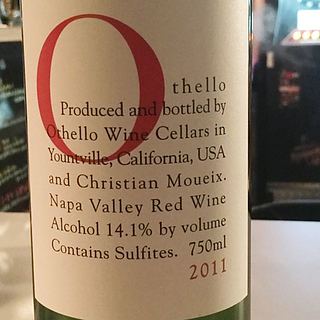 Othello
Produced and bottled by
Othello Wine Cellars in
Yountville, California, USA
and Christian Moueix.
Napa Valley Red Wine
Alcohol 14.1% by volume
Contains Sulfites. 750ml
2011